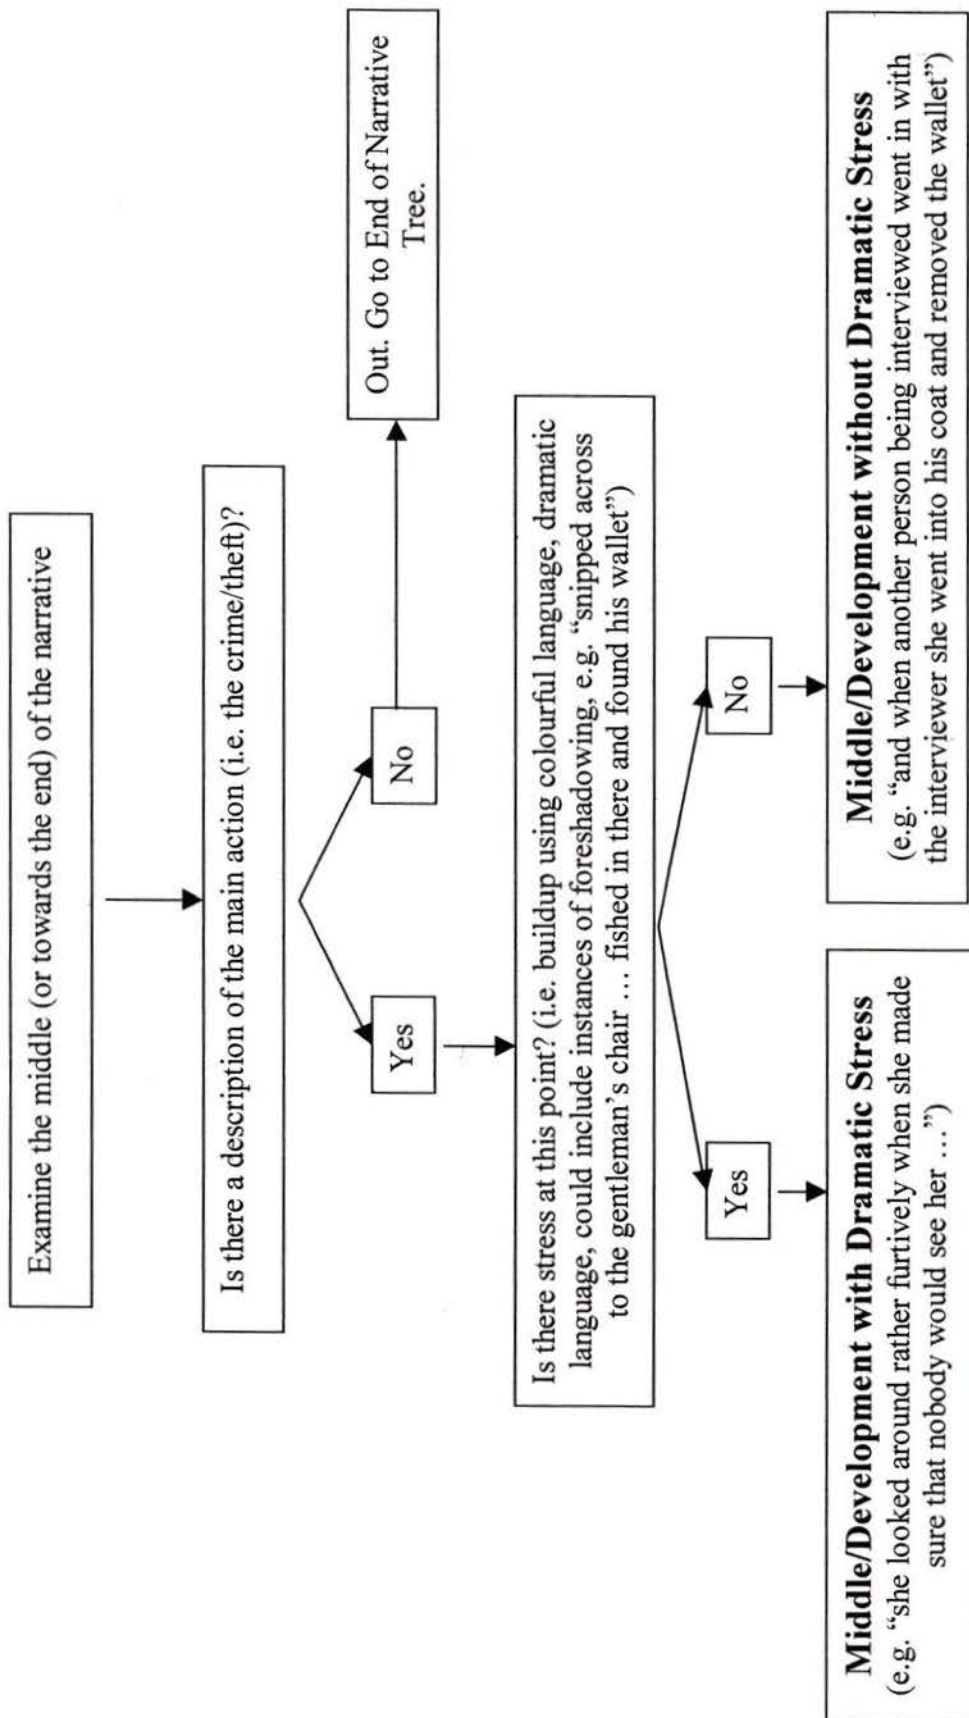 Examine the middle (or towards the end) of the narrative
Is there a description of the main action (i.e. the crime/theft)?
Yes
No
Out. Go to End of Narrative
Tree.
Is there stress at this point? (i.e. buildup using colourful language, dramatic
language, could include instances of foreshadowing, e.g. “snipped across
to the gentleman’s chair … fished in there and found his wallet”)
Yes
No
Middle/Development with Dramatic Stress
(e.g. “she looked around rather furtively when she made
sure that nobody would see her …”)
Middle/Development without Dramatic Stress
(e.g. “and when another person being interviewed went in with
the interviewer she went into his coat and removed the wallet”)